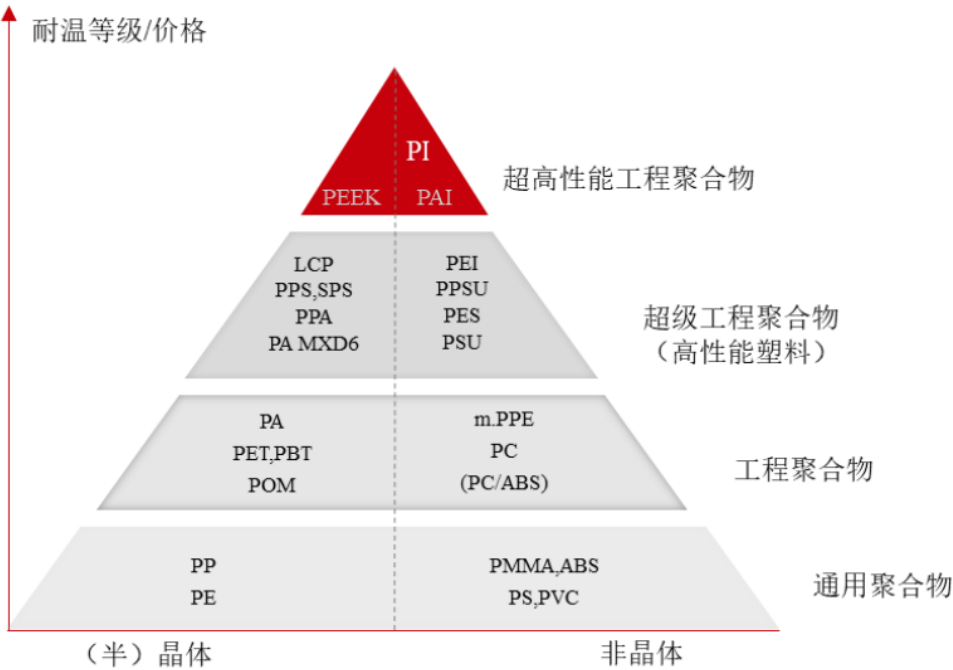 耐温等级/价格
PI
PEEK PAI
超高性能工程聚合物
LCP
PPS,SPS
PPA
PA MXD6
PEI
PPSU
PES
PSU
超级工程聚合物
（高性能塑料）
PA
PET,PBT
POM
m.PPE
PC
(PC/ABS)
工程聚合物
PP
PE
PMMA,ABS
PS,PVC
通用聚合物
（半）晶体
非晶体